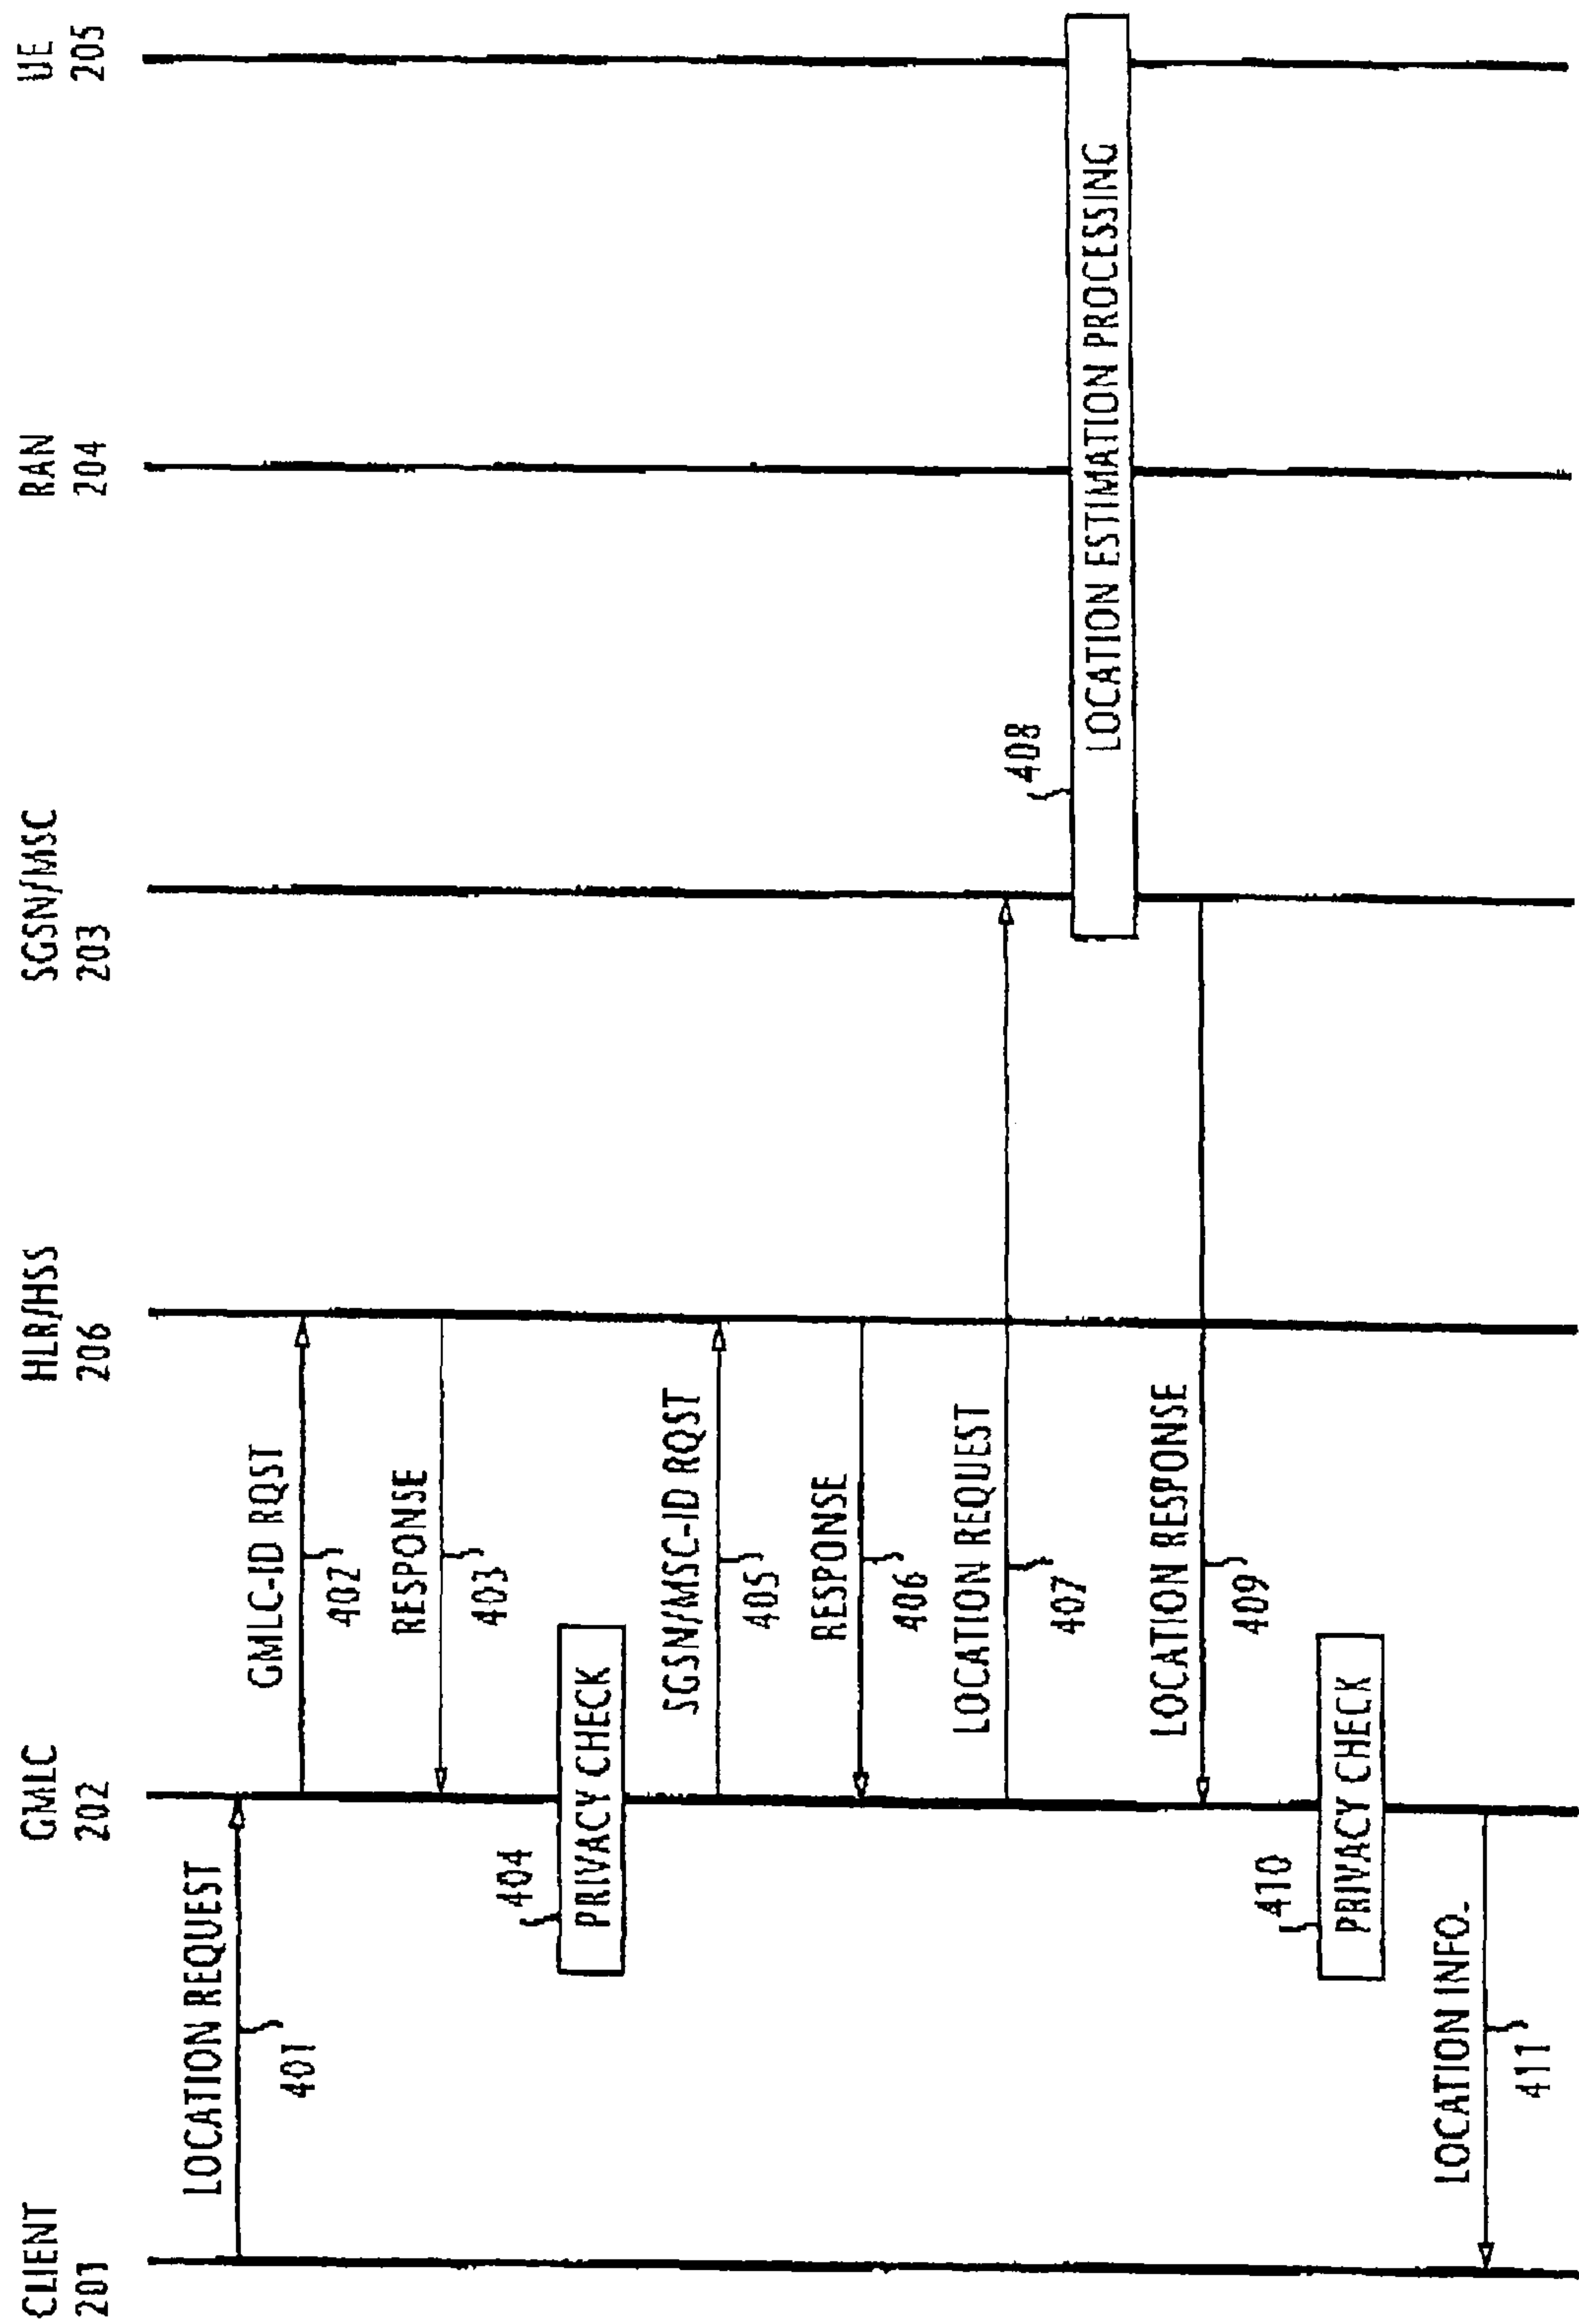 CLIENT
201
GMLC
202
HLR/HSS
206
SGSN/MSC
203
RAN
204
UE
205
LOCATION REQUEST
401
GMLC-ID RQST
402
RESPONSE
403
404
PRIVACY CHECK
SGSN/MSC-ID RQST
405
RESPONSE
406
LOCATION REQUEST
407
408
LOCATION ESTIMATION PROCESSING
LOCATION RESPONSE
409
410
PRIVACY CHECK
LOCATION INFO.
411